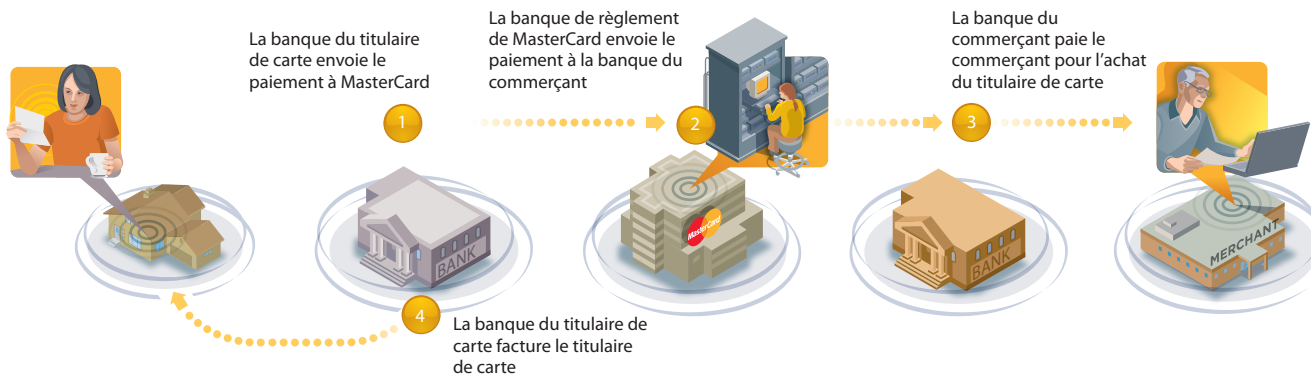 La banque du titulaire
de carte envoie le
paiement à MasterCard
1
La banque de règlement
de MasterCard envoie le
paiement à la banque du
commerçant
2
La banque du
commerçant paie le
commerçant pour l'achat
du titulaire de carte
3
BANK
MasterCard
BANK
MERCHANT
4
La banque du titulaire de
carte facture le titulaire
de carte